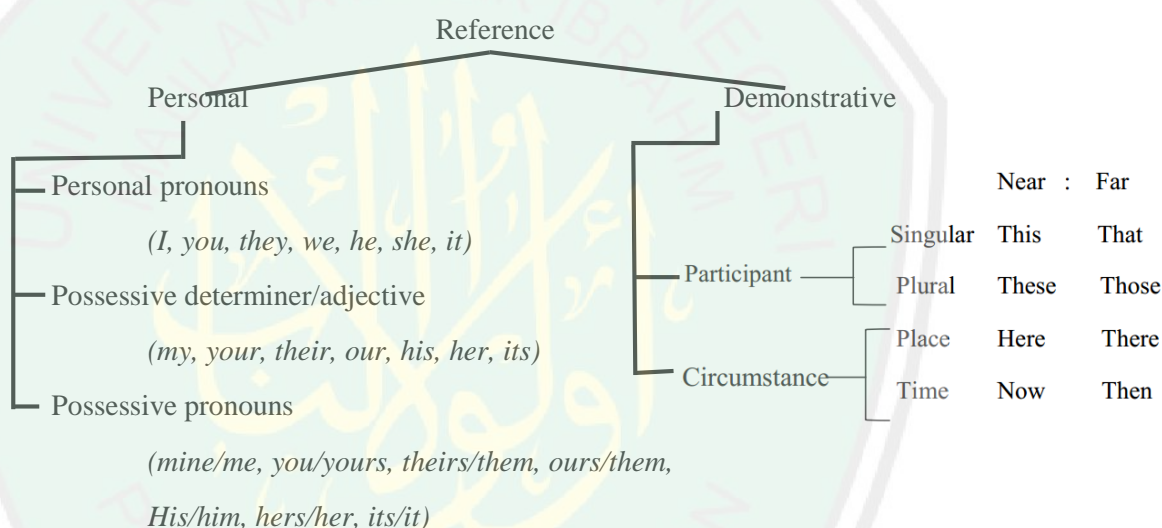 Reference
Personal
Demonstrative
Personal pronouns
(I, you, they, we, he, she, it)
Possessive determiner/adjective
(my, your, their, our, his, her, its)
Possessive pronouns
(mine/me, you/yours, theirs/them, ours/them,
His/him, hers/her, its/it)
Near : Far
Singular This That
Participant
Plural These Those
Place Here There
Circumstance
Time Now Then